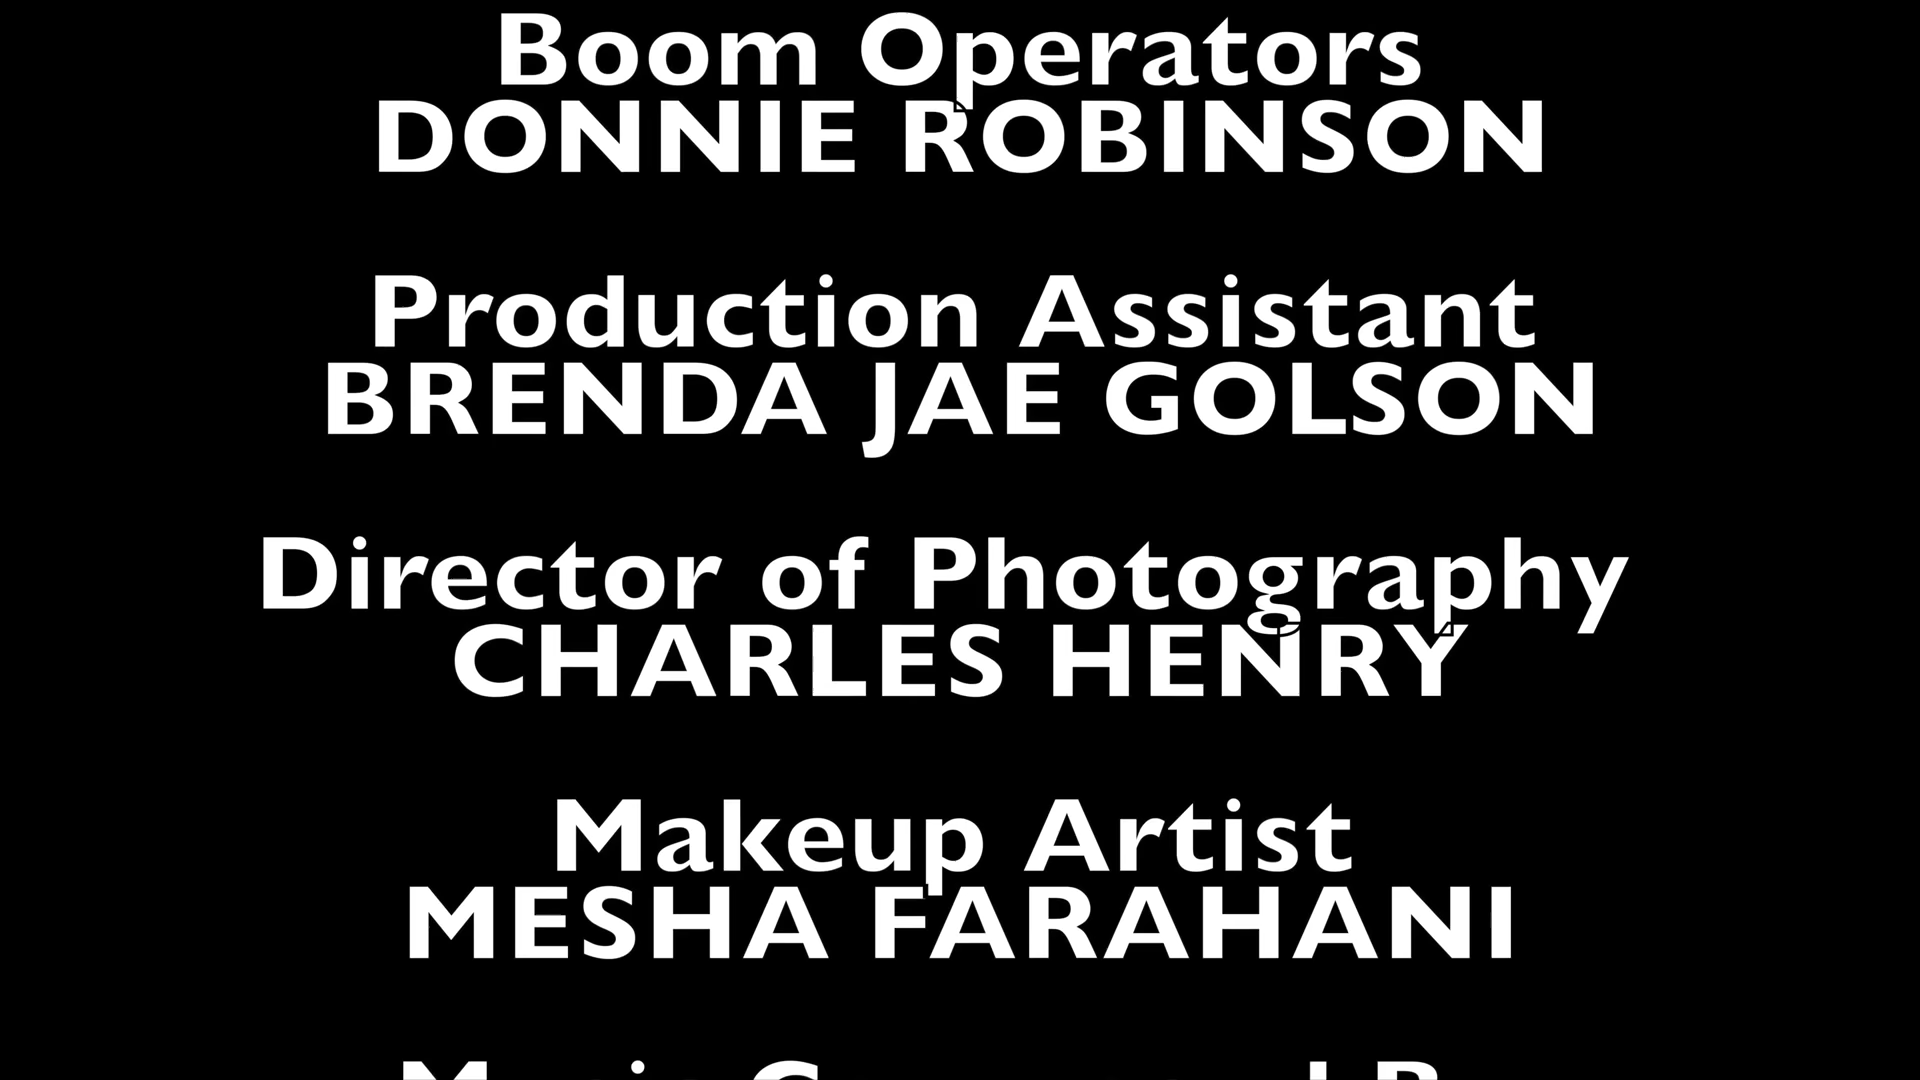 Boom Operators
DONNIE ROBINSON
Production Assistant
BRENDA JAE GOLSON
Director of Photography
CHARLES HENRY
Makeup Artist
MESHA FARAHANI